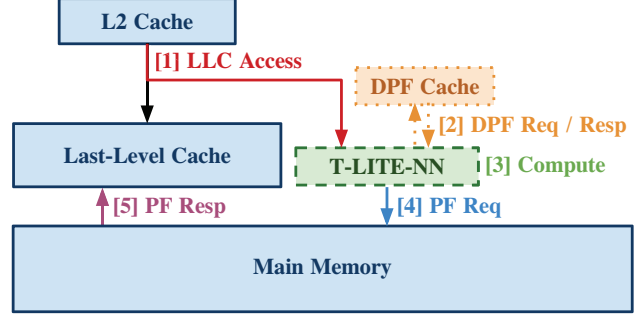 L2 Cache
[1] LLC Access
DPF Cache
[2] DPF Req / Resp
Last-Level Cache
T-LITE-NN
[3] Compute
[5] PF Resp
[4] PF Req
Main Memory